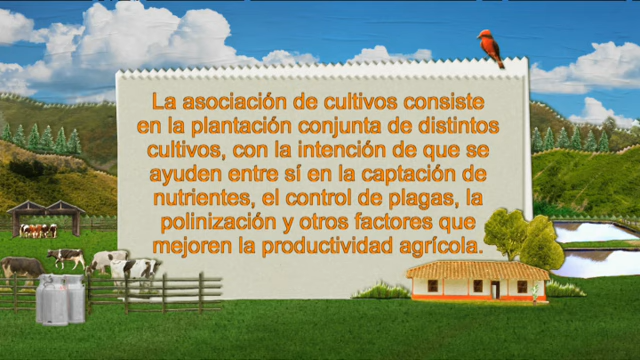 La asociación de cultivos consiste
en la plantación conjunta de distintos
cultivos, con la intención de que se
ayuden entre sí en la captación de
nutrientes, el control de plagas, la
polinización y otros factores que
mejoren la productividad agrícola.